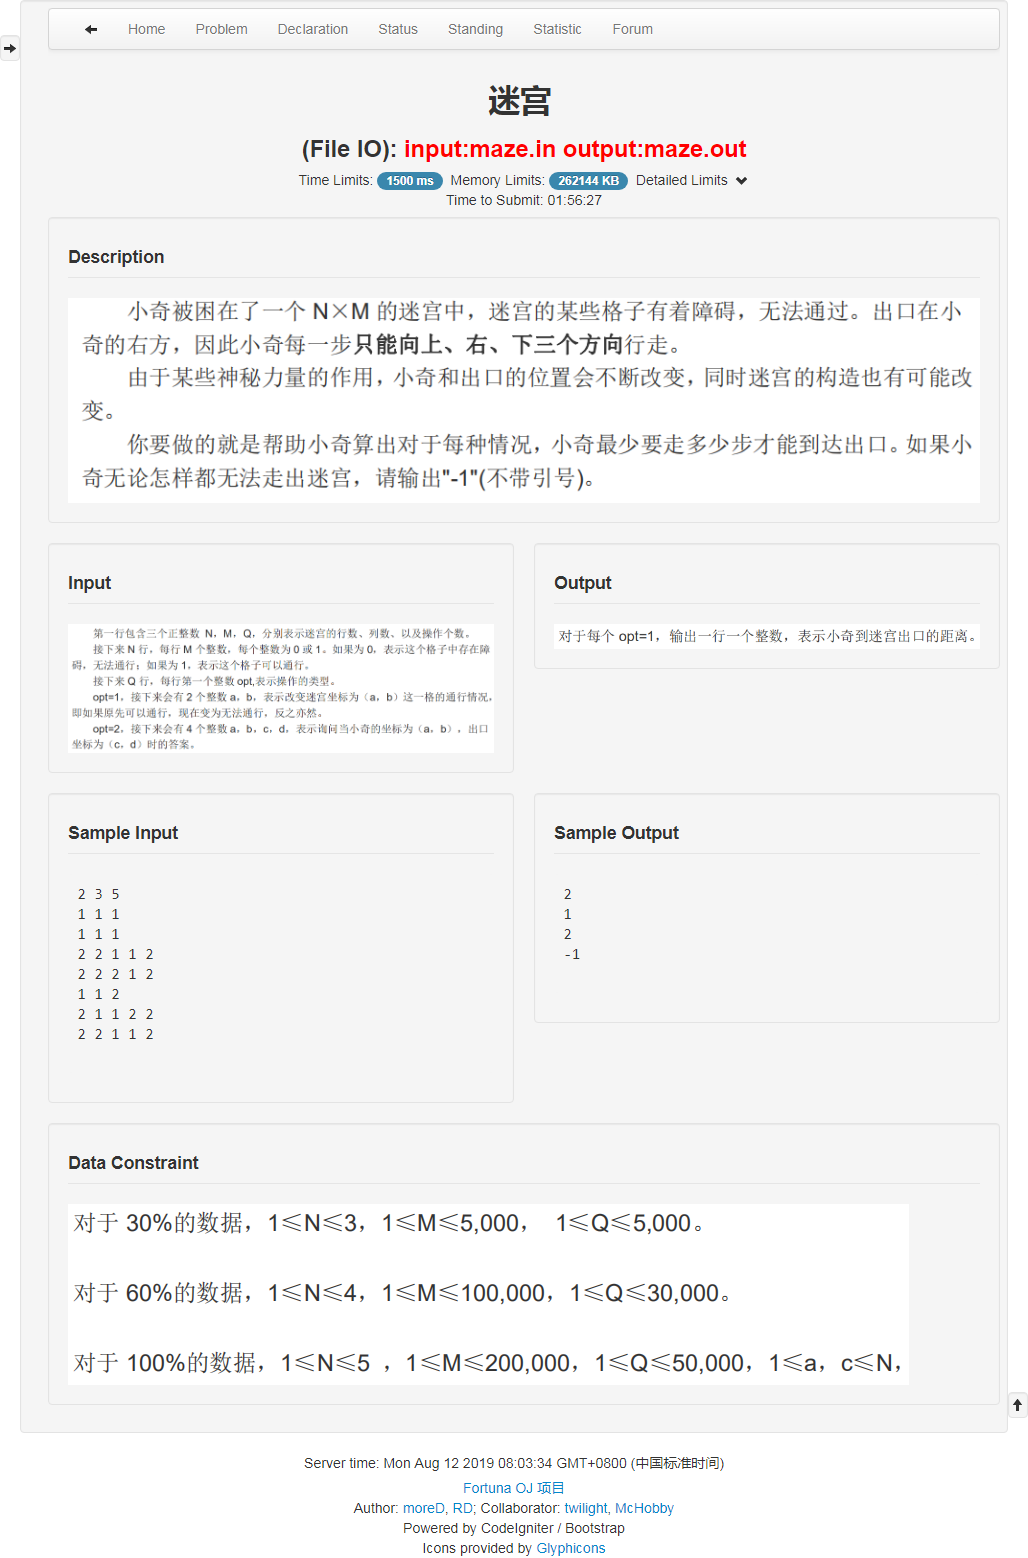 Home Problem Declaration Status Standing Statistic Forum
迷宫
(File IO): input:maze.in output:maze.out
Time Limits: 1500 ms Memory Limits: 262144 KB Detailed Limits
Time to Submit: 01:56:27
Description
小奇被困在了一个 N×M 的迷宫中，迷宫的某些格子有着障碍，无法通过。出口在小
奇的右方，因此小奇每一步只能向上、右、下三个方向行走。
由于某些神秘力量的作用，小奇和出口的位置会不断改变，同时迷宫的构造也有可能改
变。
你要做的就是帮助小奇算出对于每种情况，小奇最少要走多少步才能到达出口。如果小
奇无论怎样都无法走出迷宫，请输出"-1"(不带引号)。
Input
第一行包含三个正整数 N，M，Q，分别表示迷宫的行数、列数、以及操作个数。
接下来 N 行，每行 M 个整数，每个整数为 0 或 1。如果为 0，表示这个格子中存在障
碍，无法通行；如果为 1，表示这个格子可以通行。
接下来 Q 行，每行第一个整数 opt,表示操作的类型。
opt=1，接下来会有 2 个整数 a，b，表示改变迷宫坐标为（a，b）这一格的通行情况，
即如果原先可以通行，现在变为无法通行，反之亦然。
opt=2，接下来会有 4 个整数 a，b，c，d，表示询问当小奇的坐标为（a，b），出口
坐标为（c，d）时的答案。
Output
对于每个 opt=1，输出一行一个整数，表示小奇到迷宫出口的距离。
Sample Input
2 3 5
1 1 1
1 1 1
2 2 1 1 2
2 2 2 1 2
1 1 2
2 1 1 2 2
2 2 1 1 2
Sample Output
2
1
2
-1
Data Constraint
对于 30%的数据，1≤N≤3，1≤M≤5,000， 1≤Q≤5,000。
对于 60%的数据，1≤N≤4，1≤M≤100,000，1≤Q≤30,000。
对于 100%的数据，1≤N≤5 ，1≤M≤200,000，1≤Q≤50,000，1≤a，c≤N，
Server time: Mon Aug 12 2019 08:03:34 GMT+0800 (中国标准时间)
Fortuna OJ 项目
Author: moreD, RD; Collaborator: twilight, McHobby
Powered by CodeIgniter / Bootstrap
Icons provided by Glyphicons